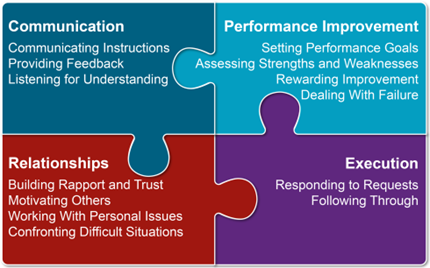 Communication
Communicating Instructions
Providing Feedback
Listening for Understanding
Performance Improvement
Setting Performance Goals
Assessing Strengths and Weaknesses
Rewarding Improvement
Dealing With Failure
Relationships
Building Rapport and Trust
Motivating Others
Working With Personal Issues
Confronting Difficult Situations
Execution
Responding to Requests
Following Through